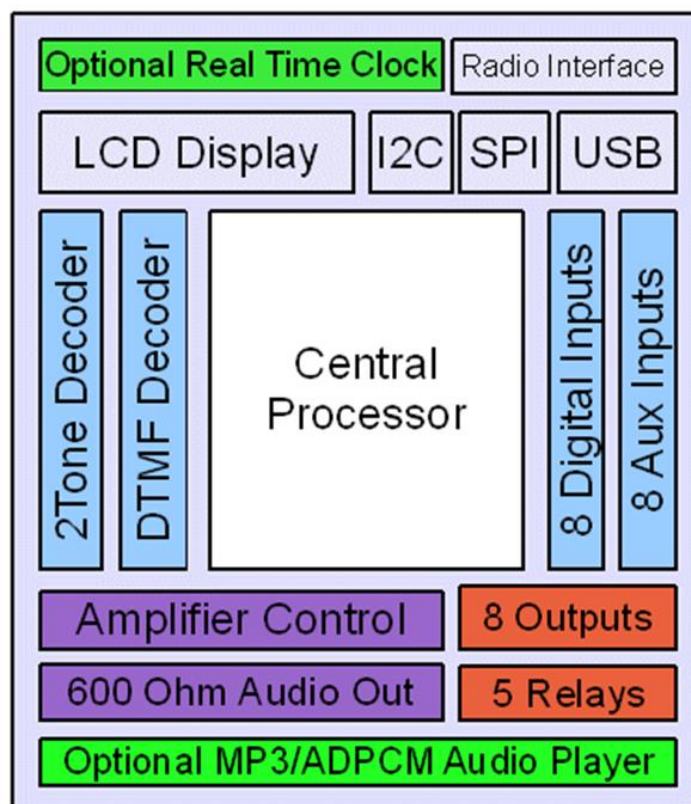 Optional Real Time Clock
Radio Interface
LCD Display
I2C
SPI
USB
2Tone Decoder
DTMF Decoder
Central
Processor
8 Digital Inputs
8 Aux Inputs
Amplifier Control
8 Outputs
600 Ohm Audio Out
5 Relays
Optional MP3/ADPCM Audio Player